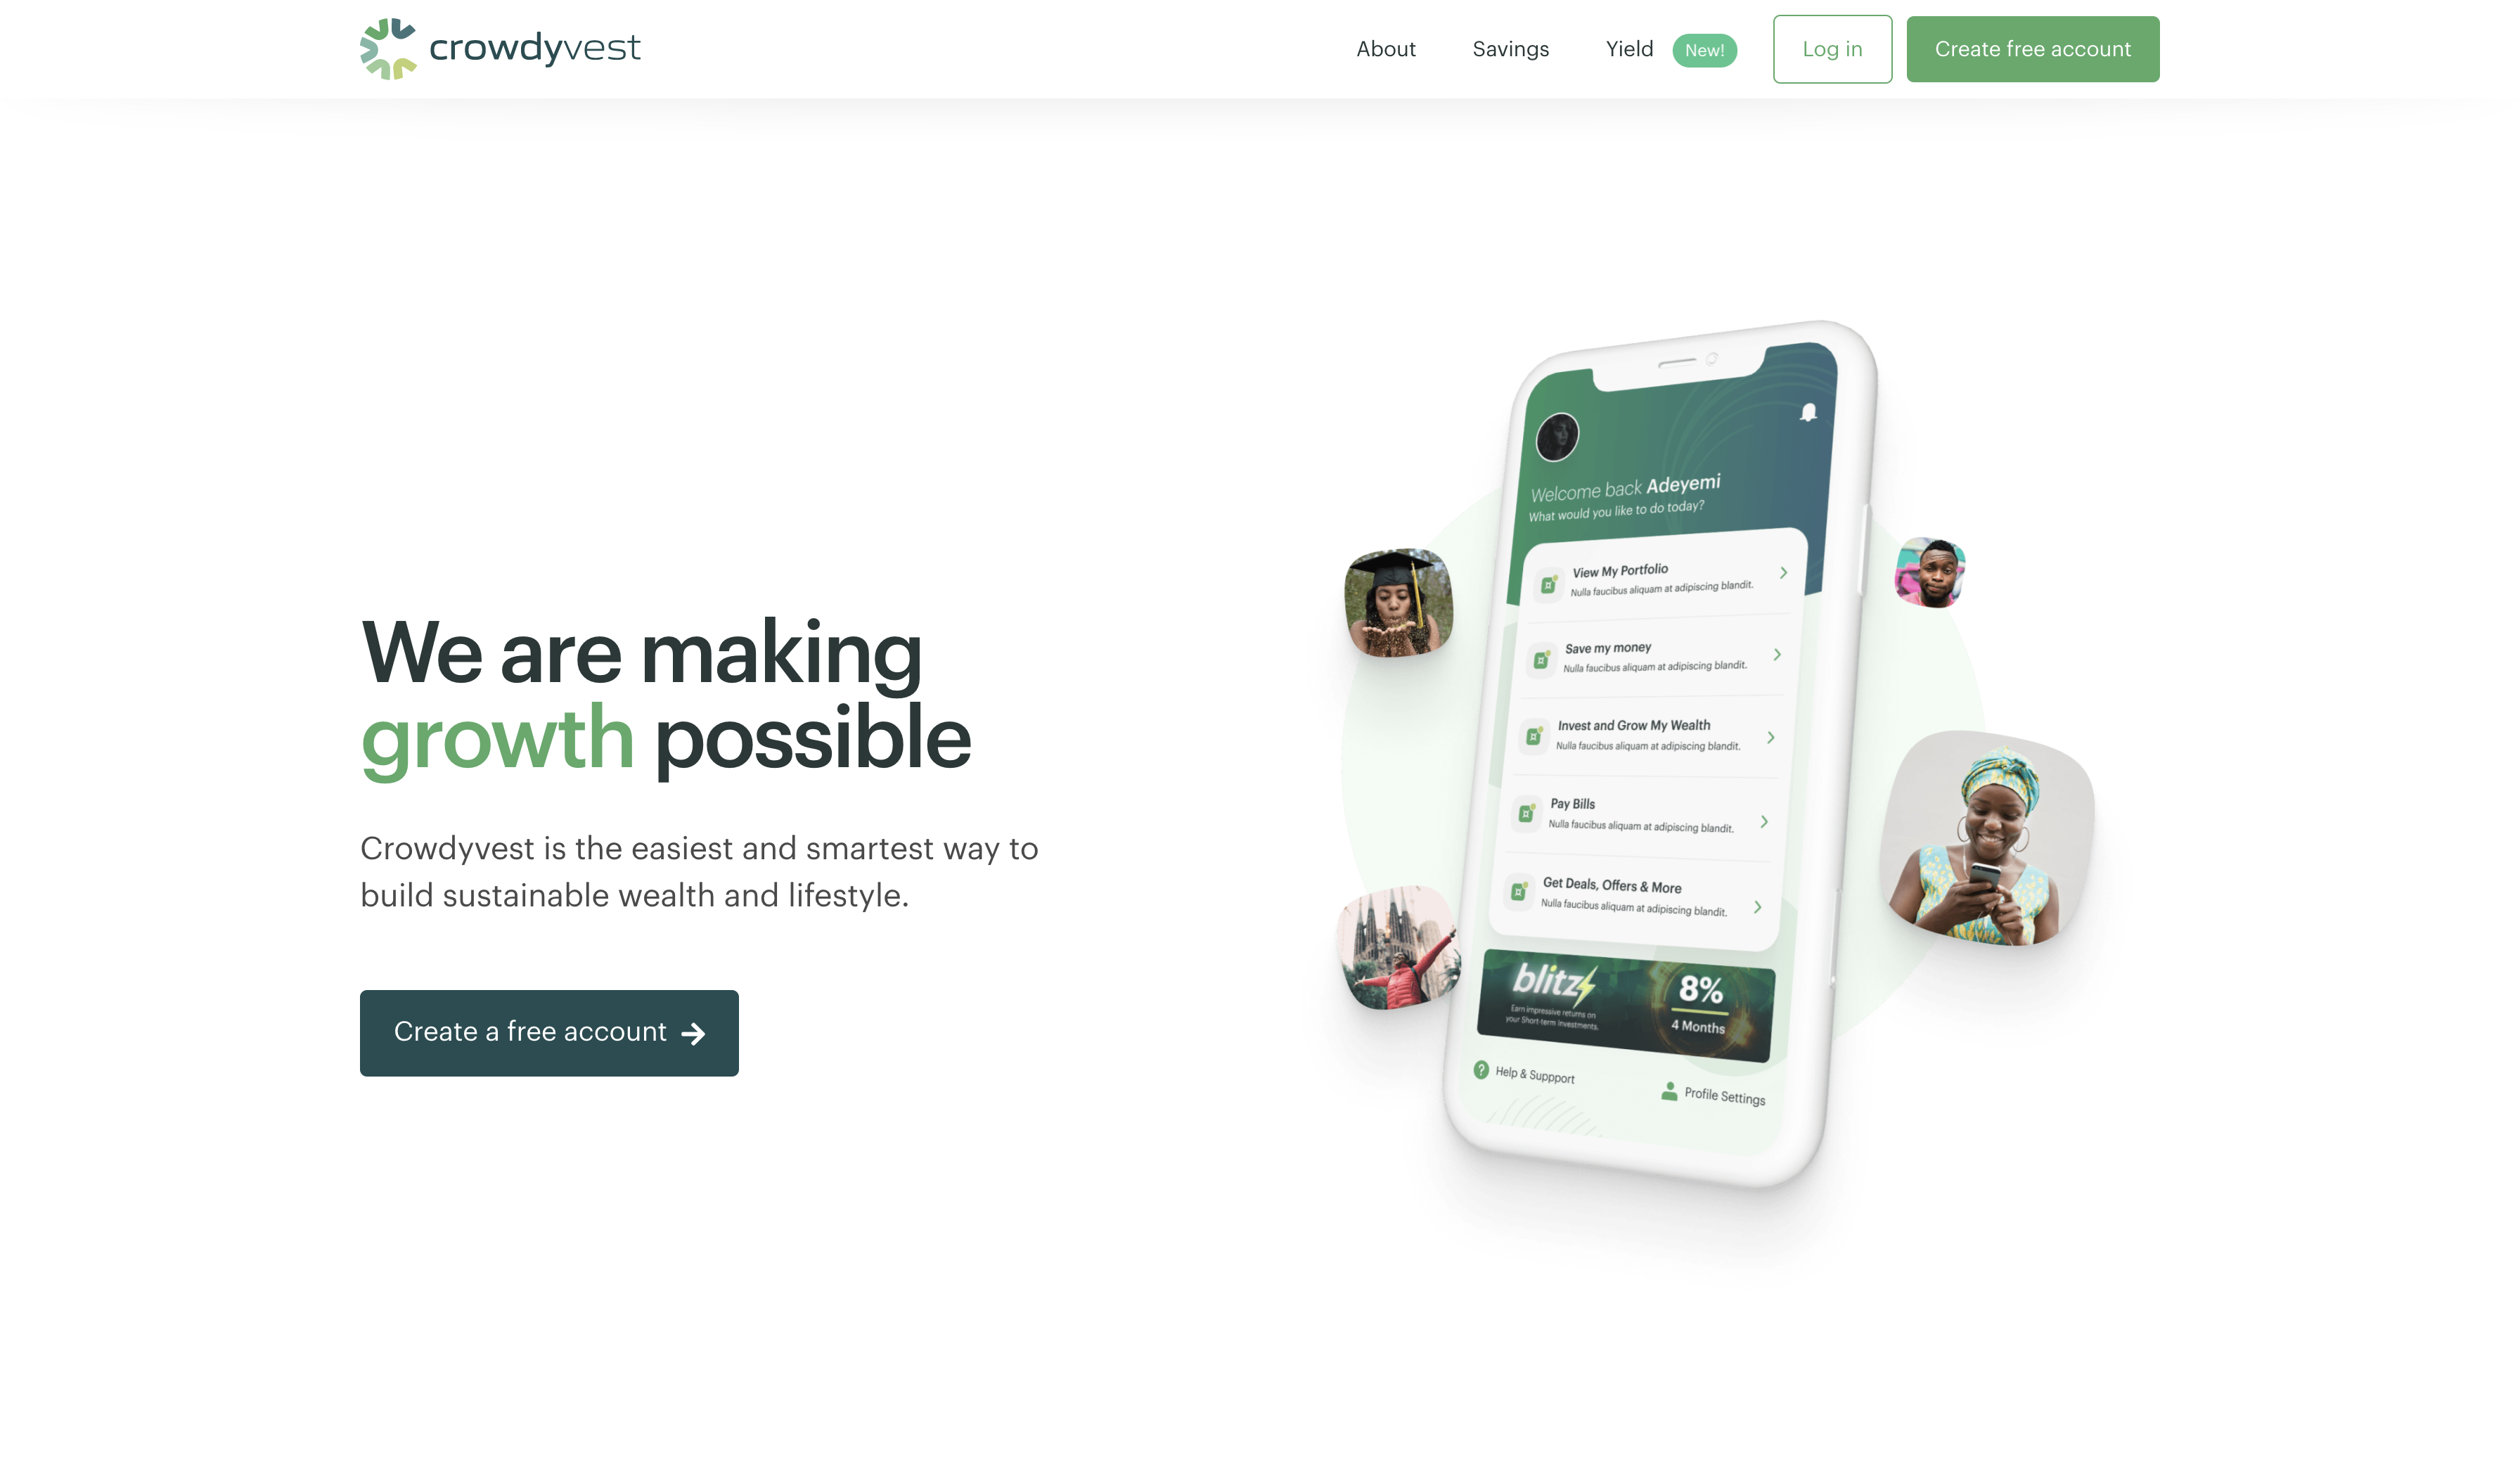 crowdyvest
About
Savings
Yield
New!
Log in
Create free account
We are making
growth possible
Crowdyvest is the easiest and smartest way to
build sustainable wealth and lifestyle.
Create a free account
Welcome back Adeyemi
What would you like to do today?
View My Portfolio
Nulla faucibus aliquam at adipiscing blandit.
Save my money
Nulla faucibus aliquam at adipiscing blandit.
Invest and Grow My Wealth
Nulla faucibus aliquam at adipiscing blandit.
Pay Bills
Nulla faucibus aliquam at adipiscing blandit.
Get Deals, Offers & More
Nulla faucibus aliquam at adipiscing blandit.
blitz
Earn impressive returns on
your Short-term Investments.
8%
4 Months
Help & Suppport
Profile Settings